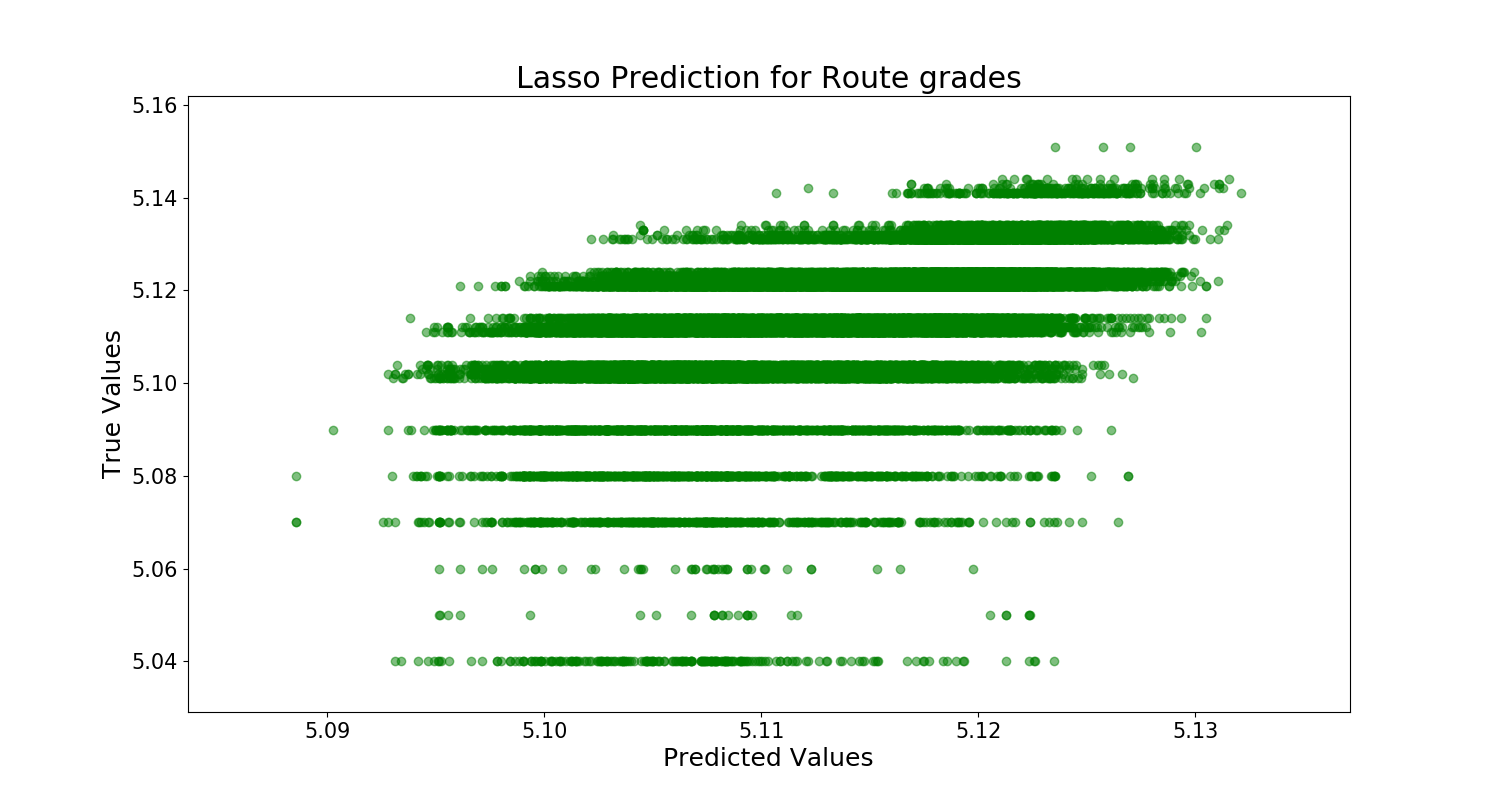 Lasso Prediction for Route grades
5.16
5.14
5.12
5.10
5.08
5.06
5.04
True Values
5.09 5.10 5.11 5.12 5.13
Predicted Values